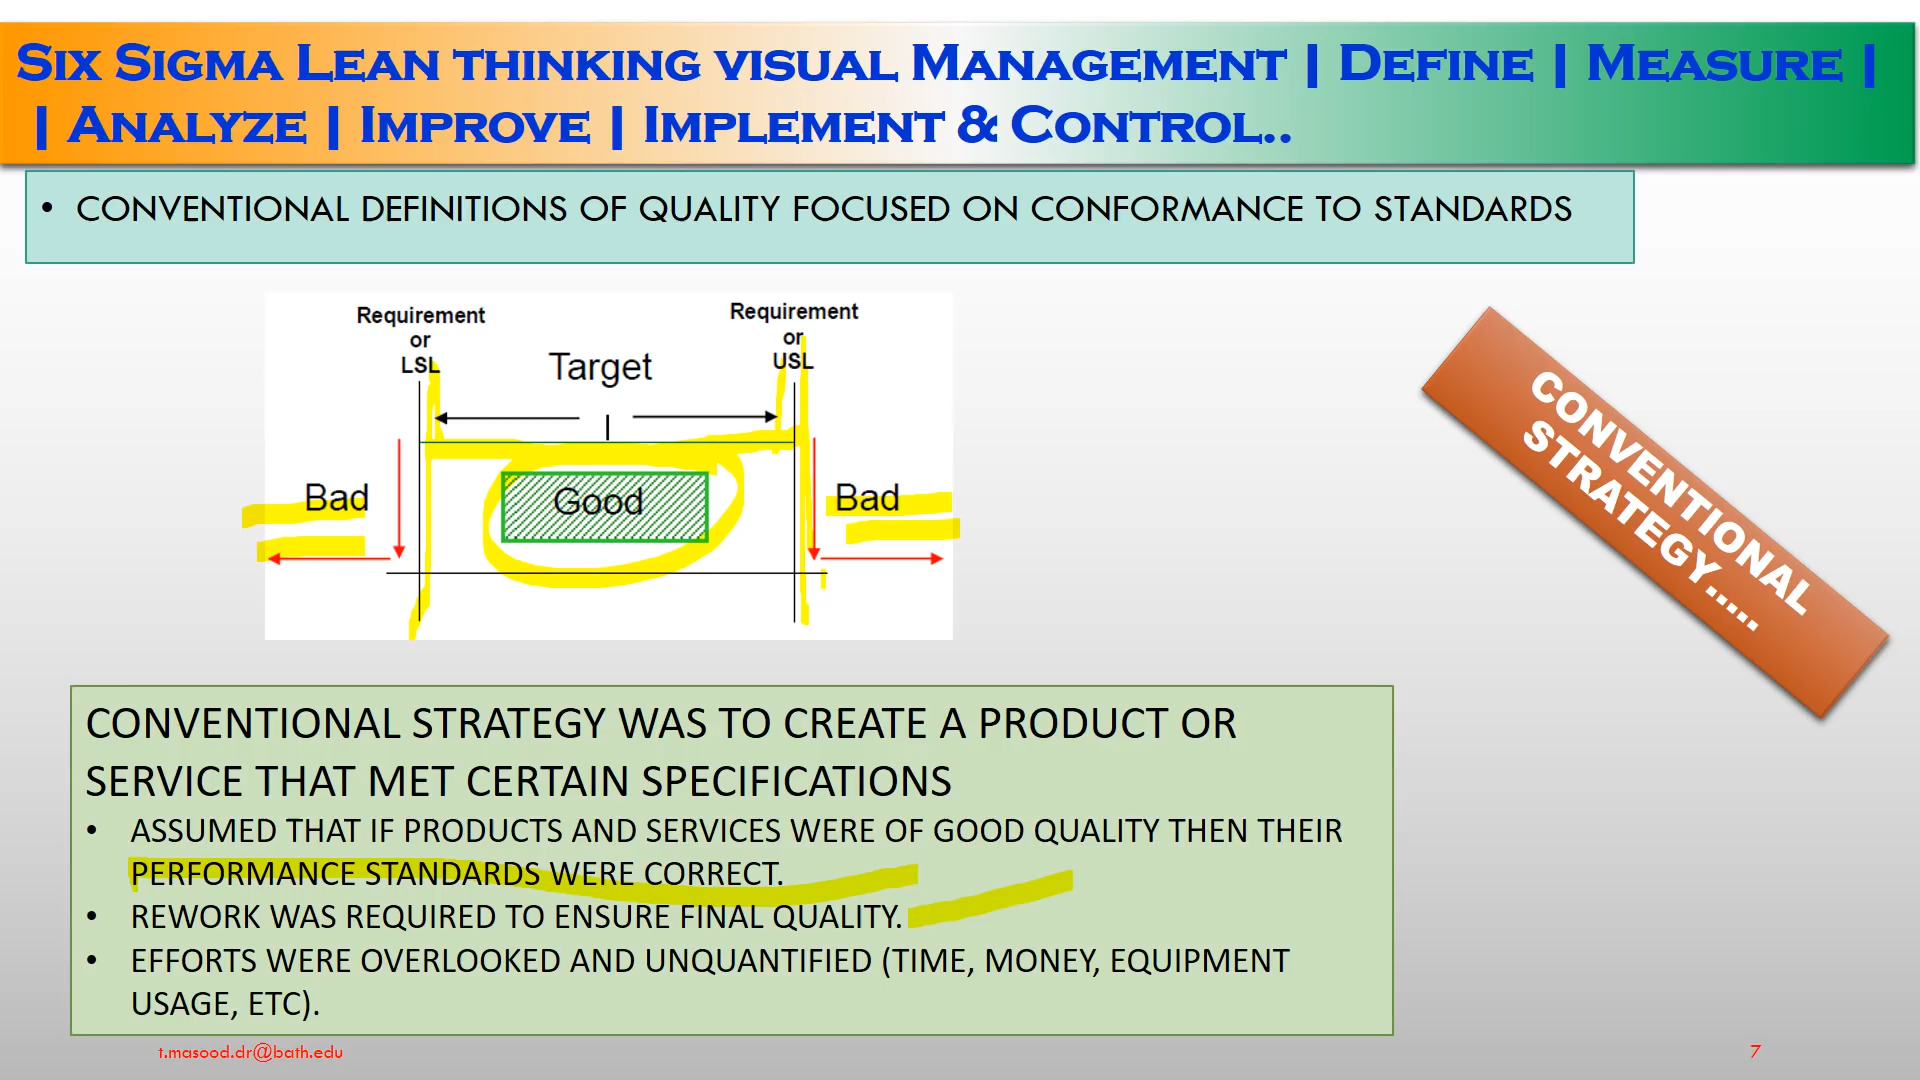 Six Sigma Lean thinking visual Management | Define | Measure |
| Analyze | Improve | Implement & Control..
• CONVENTIONAL DEFINITIONS OF QUALITY FOCUSED ON CONFORMANCE TO STANDARDS
Requirement
or
LSL
Target
Requirement
or
USL
Bad
Good
Bad
CONVENTIONAL
STRATEGY.....
CONVENTIONAL STRATEGY WAS TO CREATE A PRODUCT OR
SERVICE THAT MET CERTAIN SPECIFICATIONS
• ASSUMED THAT IF PRODUCTS AND SERVICES WERE OF GOOD QUALITY THEN THEIR
PERFORMANCE STANDARDS WERE CORRECT.
• REWORK WAS REQUIRED TO ENSURE FINAL QUALITY.
• EFFORTS WERE OVERLOOKED AND UNQUANTIFIED (TIME, MONEY, EQUIPMENT
USAGE, ETC).
t.masood.dr@bath.edu
7